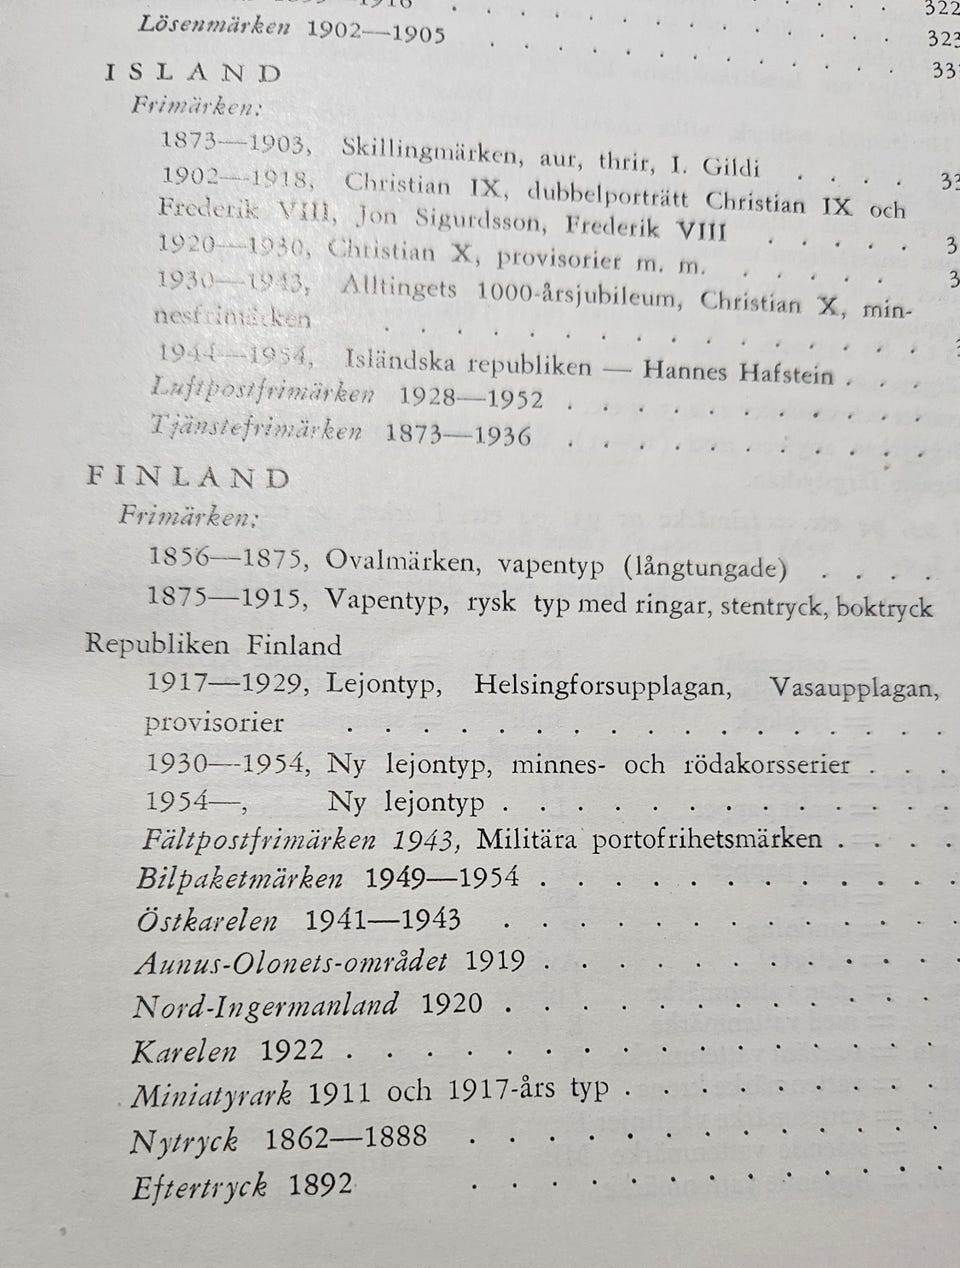 . . . . . . . . . . . . 322
Lösenmärken 1902—1905 . . . . . . . . . . . 323
ISLAND
Frimärken:
1873—1903, Skillingmärken, aur, thrir, I. Gildi . . . .
1902—1918, Christian IX, dubbelporträtt Christian IX och
Frederik VIII, Jon Sigurdsson, Frederik VIII . . . . .
1920—1930, Christian X, provisorier m. m. . . . . .
1930—1943, Alltingets 1000-årsjubileum, Christian X, min-
nesfrimärken . . . . . . . . . . . . . . .
1944—1954, Isländska republiken — Hannes Hafstein . . .
Luftpostfrimärken 1928—1952 . . . . . . . . . . .
Tjänstefrimärken 1873—1936 . . . . . . . . . . .
FINLAND
Frimärken:
1856—1875, Ovalmärken, vapentyp (långtungade) . . . .
1875—1915, Vapentyp, rysk typ med ringar, stentryck, boktryck
Republiken Finland
1917—1929, Lejontyp, Helsingforsupplagan, Vasaupplagan,
provisorier . . . . . . . . . . . . . . . .
1930—1954, Ny lejontyp, minnes- och rödakorsserier . . .
1954—, Ny lejontyp . . . . . . . . . . . . .
Fältpostfrimärken 1943, Militära portofrihetsmärken . . . .
Bilpaketmärken 1949—1954 . . . . . . . . . . . .
Östkarelen 1941—1943 . . . . . . . . . . . . .
Aunus-Olonets-området 1919 . . . . . . . . . . . .
Nord-Ingermanland 1920 . . . . . . . . . . . . .
Karelen 1922 . . . . . . . . . . . . . . . .
Miniatyrark 1911 och 1917-års typ . . . . . . . . .
Nytryck 1862—1888 . . . . . . . . . . . . .
Eftertryck 1892 . . . . . . . . . . . . .